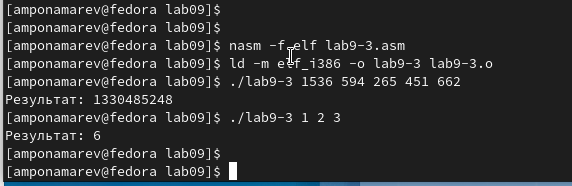 [amponamarev@fedora lab09]$
[amponamarev@fedora lab09]$
[amponamarev@fedora lab09]$ nasm -f elf lab9-3.asm
[amponamarev@fedora lab09]$ ld -m elf_i386 -o lab9-3 lab9-3.o
[amponamarev@fedora lab09]$ ./lab9-3 1536 594 265 451 662
Результат: 1330485248
[amponamarev@fedora lab09]$ ./lab9-3 1 2 3
Результат: 6
[amponamarev@fedora lab09]$
[amponamarev@fedora lab09]$